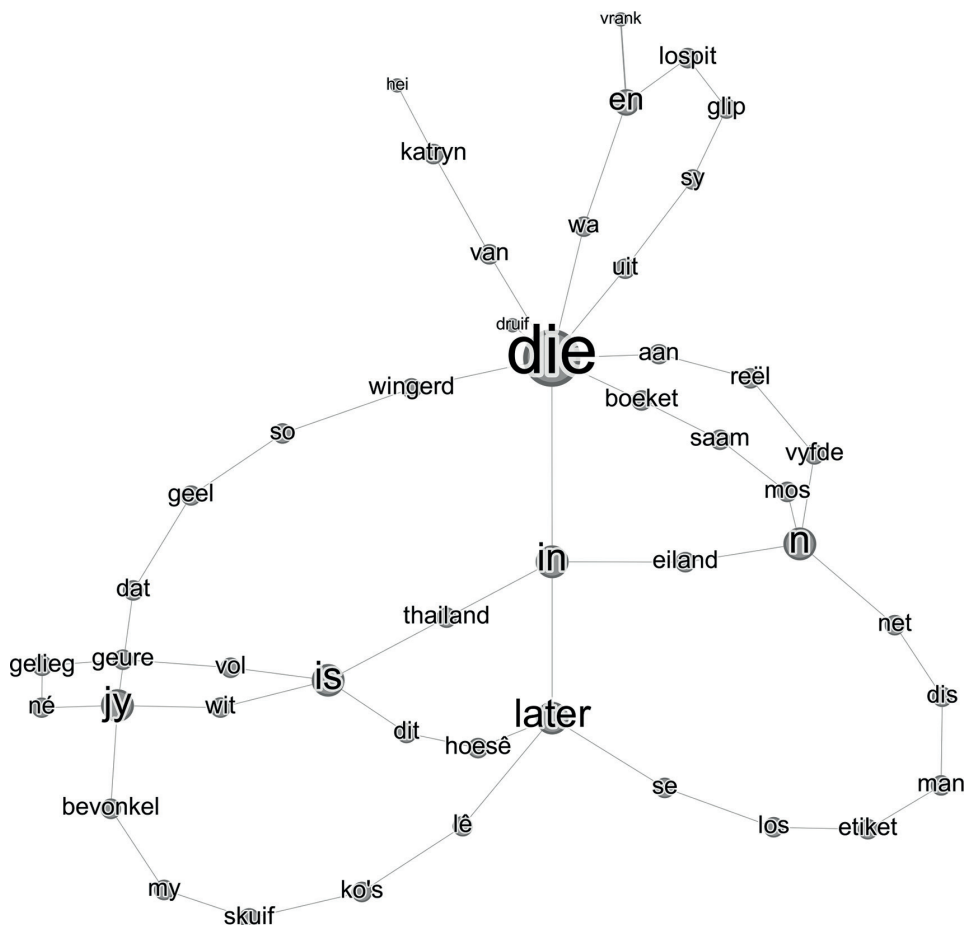 vrank
lospit
hei
en
glip
katryn
sy
wa
van
uit
druif
die
aan
wingerd
reël
boeket
so
saam
vyfde
geel
mos
n
in
eiland
dat
thailand
net
gelieg
geure
vol
is
dis
né
jy
wit
later
dit
hoesê
man
se
bevonkel
lê
los
etiket
my
ko's
skuif